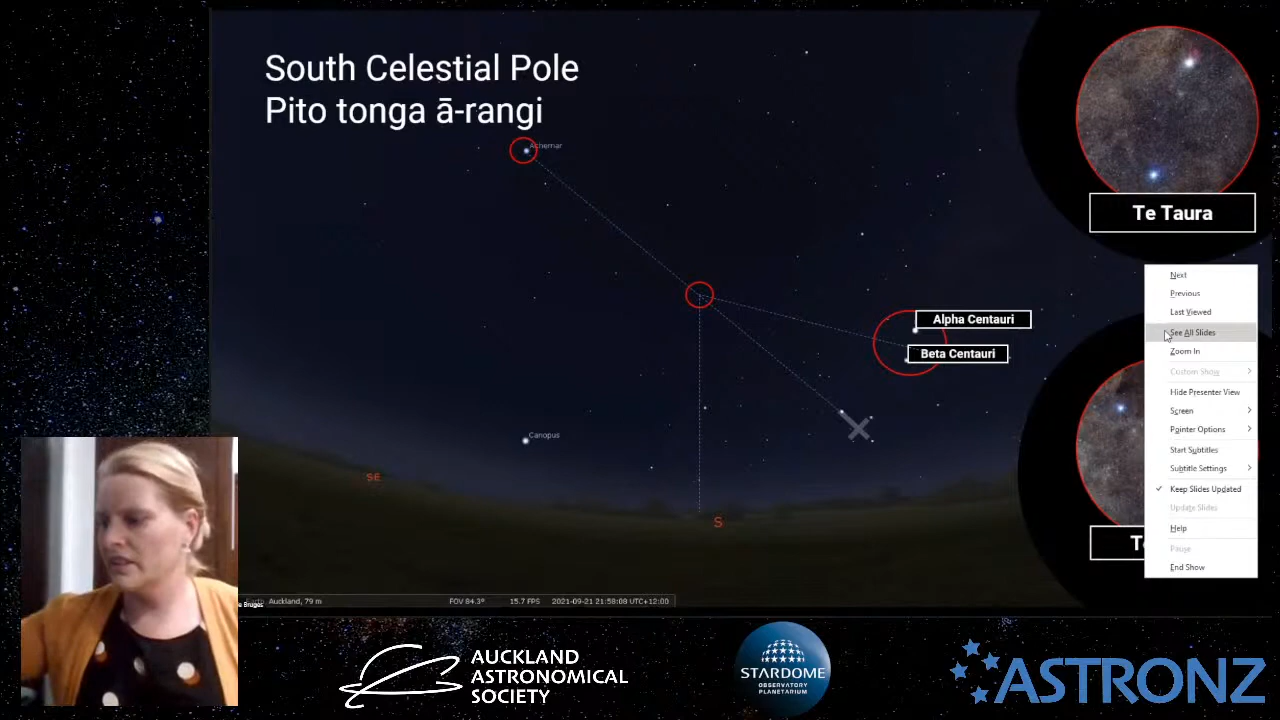 South Celestial Pole
Pito tonga ā-rangi
Achernar
Te Taura
Alpha Centauri
Beta Centauri
Canopus
SE
S
Next
Previous
Last Viewed
See All Slides
Zoom In
Custom Show
Hide Presenter View
Screen
Pointer Options
Start Subtitles
Subtitle Settings
Keep Slides Updated
Update Slides
Help
Pause
End Show
Auckland, 79 m
FOV 84.3°
15.7 FPS
2021-09-21 21:58:08 UTC+12:00
AUCKLAND
ASTRONOMICAL
SOCIETY
STARDOME
OBSERVATORY
PLANETARIUM
ASTRONZ